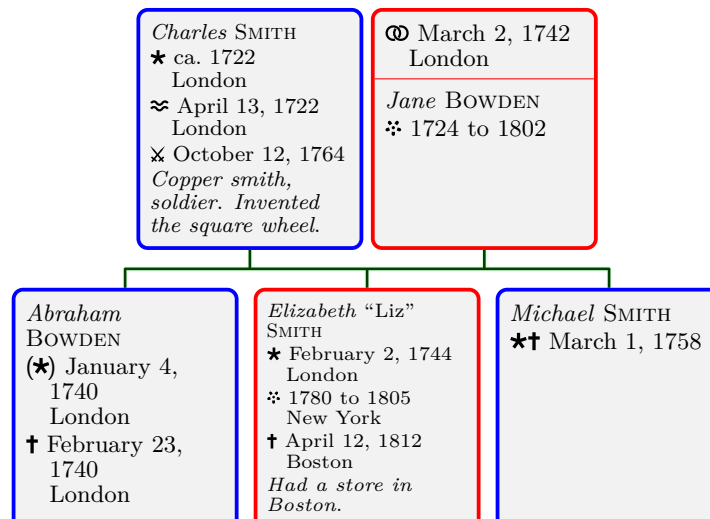 Charles SMITH
★ ca. 1722
London
≈ April 13, 1722
London
⚔ October 12, 1764
Copper smith,
soldier. Invented
the square wheel.
⚭ March 2, 1742
London
Jane BOWDEN
፨ 1724 to 1802
Abraham
BOWDEN
(★) January 4,
1740
London
✝ February 23,
1740
London
Elizabeth “Liz”
SMITH
★ February 2, 1744
London
፨ 1780 to 1805
New York
✝ April 12, 1812
Boston
Had a store in
Boston.
Michael SMITH
★✝ March 1, 1758